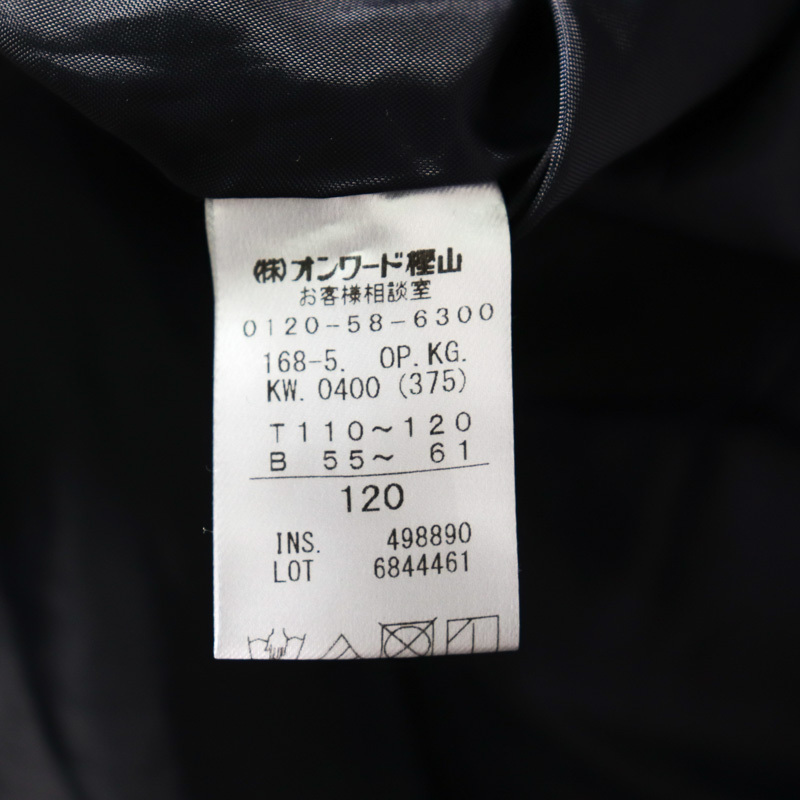 ㈱オンワード樫山
お客様相談室
0120-58-6300
168-5. OP.KG.
KW. 0400 (375)
T110～120
B 55～ 61
120
INS. 498890
LOT 6844461